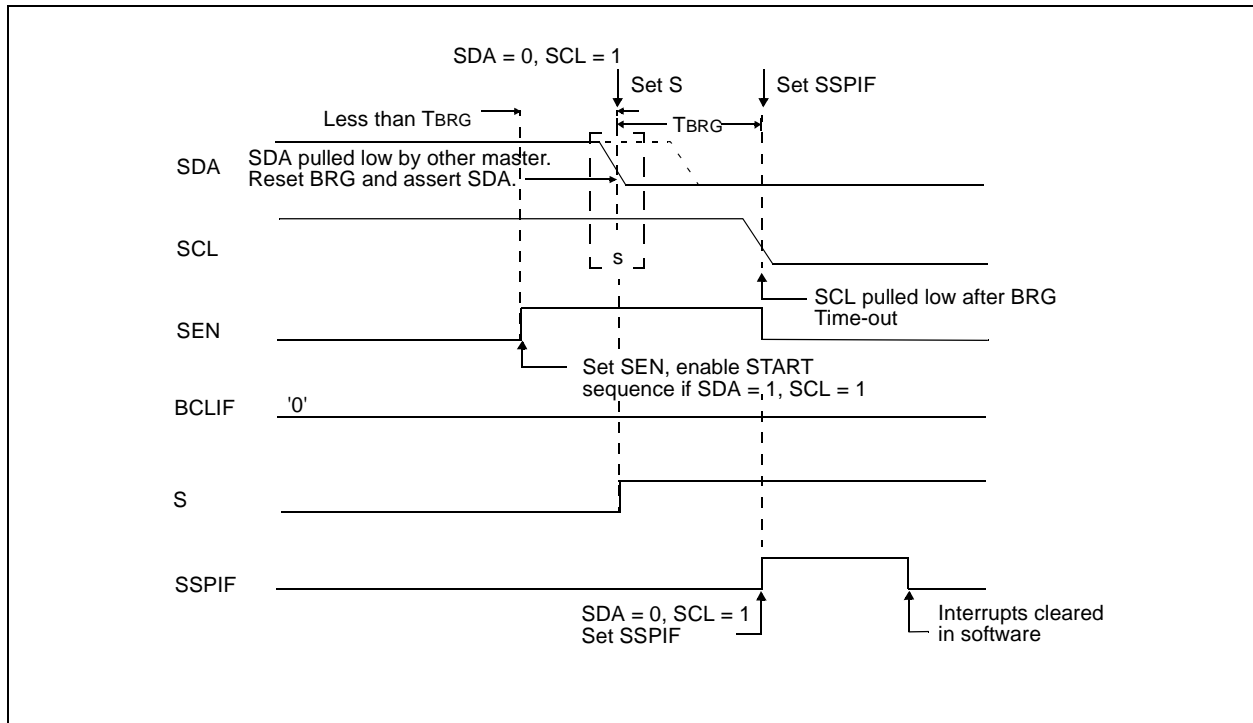 SDA = 0, SCL = 1
Set S
Set SSPIF
Less than TBRG
TBRG
SDA
SDA pulled low by other master.
Reset BRG and assert SDA.
SCL
s
SCL pulled low after BRG
Time-out
SEN
Set SEN, enable START
sequence if SDA = 1, SCL = 1
BCLIF
'0'
S
SSPIF
SDA = 0, SCL = 1
Set SSPIF
Interrupts cleared
in software